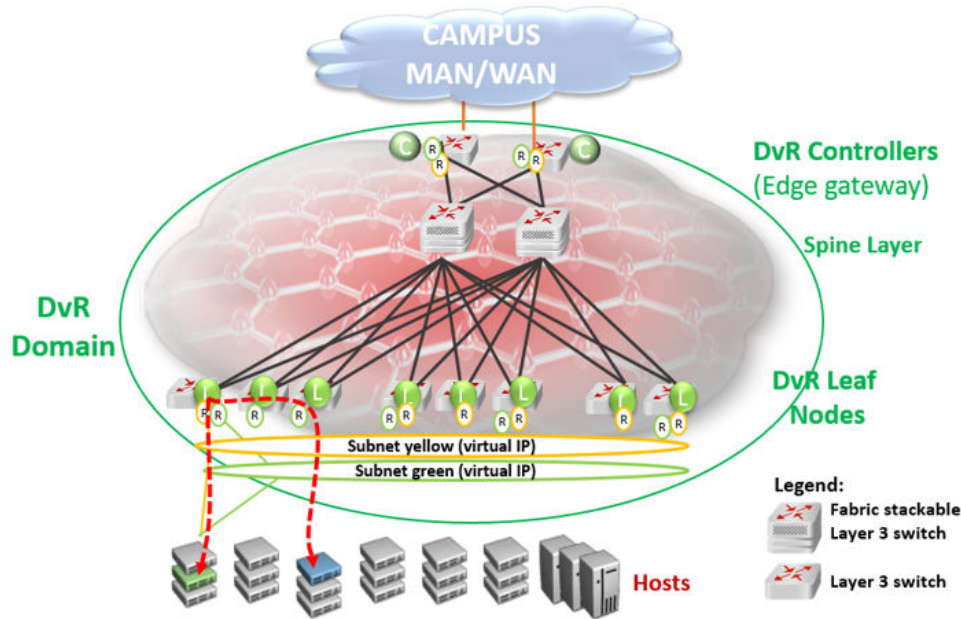 CAMPUS
MAN/WAN
C
R
R
R
R
C
DvR Controllers
(Edge gateway)
Spine Layer
DvR
Domain
L
L
L
L
L
L
L
L
DvR Leaf
Nodes
R
R
R
R
R
R
R
R
R
R
R
R
Subnet yellow (virtual IP)
Subnet green (virtual IP)
Legend:
Fabric stackable
Layer 3 switch
Layer 3 switch
Hosts